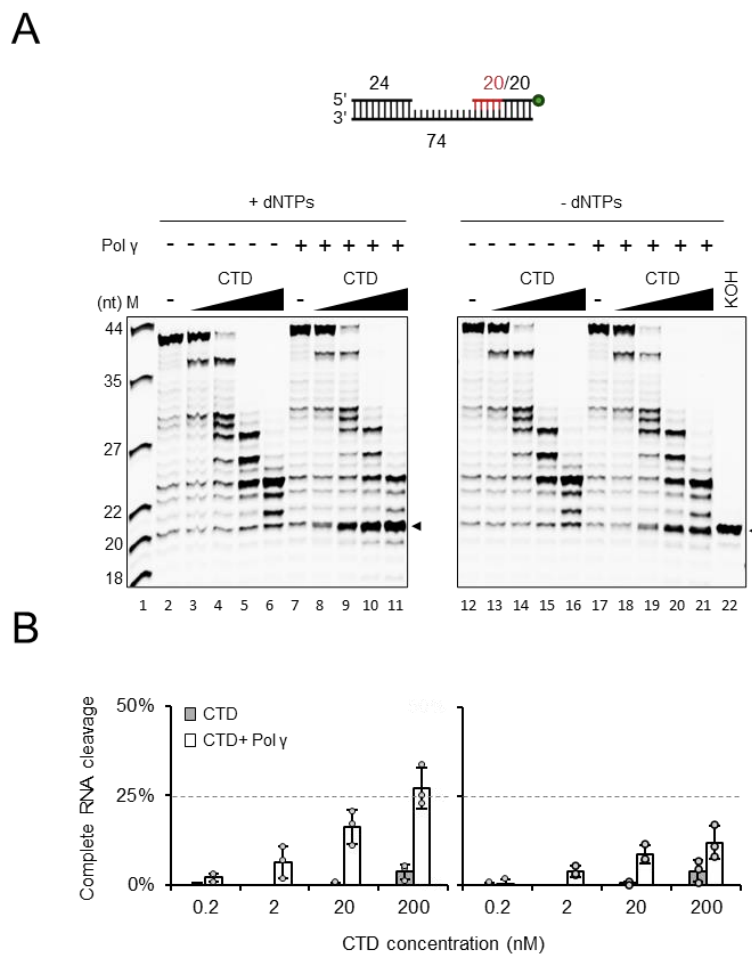 A
24 20/20
5'
3'
74
+ dNTPs - dNTPs
Pol γ - - - - - + + + + + - - - - - + + + + +
CTD CTD CTD CTD KOH
(nt) M - - - -
44
35
27
22
20
18
1 2 3 4 5 6 7 8 9 10 11 12 13 14 15 16 17 18 19 20 21 22
B
Complete RNA cleavage
50%
25%
0%
CTD
CTD+ Pol γ
0.2 2 20 200 0.2 2 20 200
CTD concentration (nM)